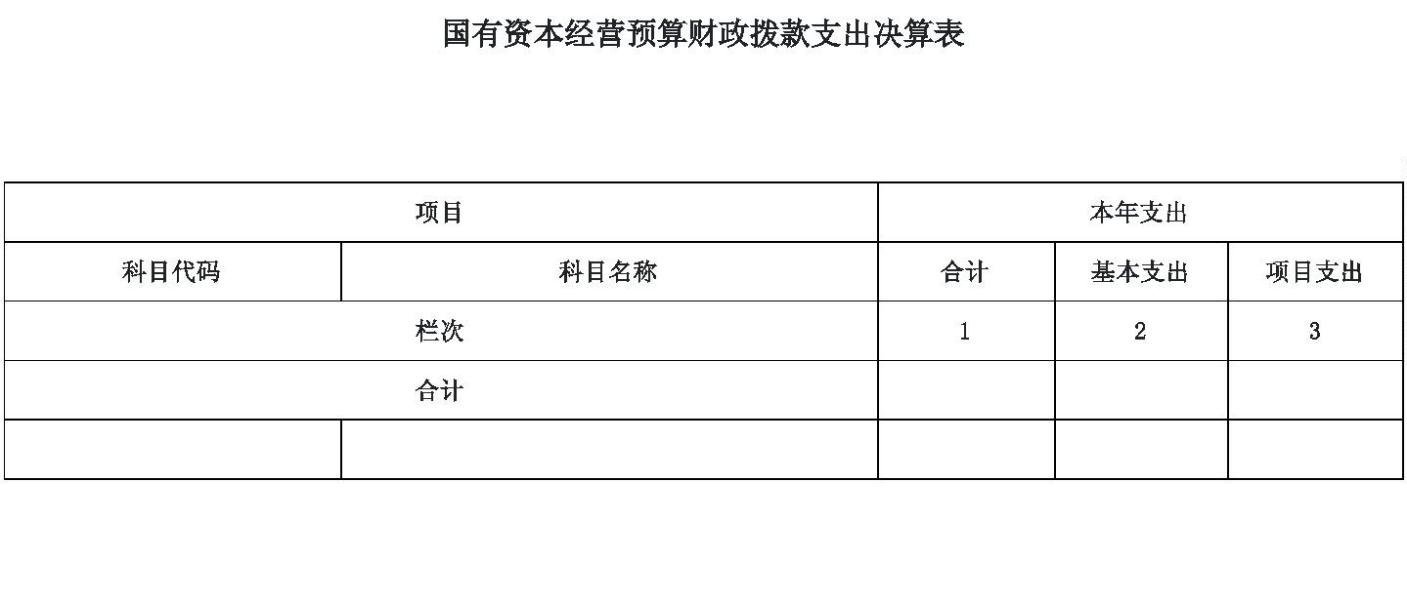 国有资本经营预算财政拨款支出决算表
项目 本年支出
科目代码 科目名称 合计 基本支出 项目支出
栏次 1 2 3
合计